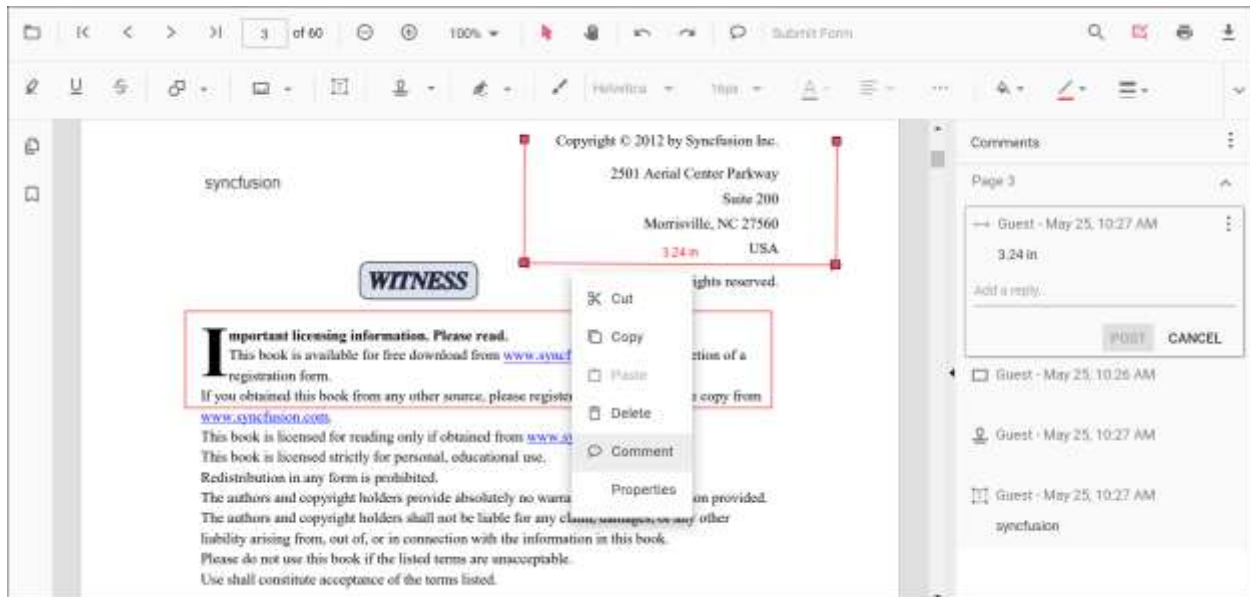 3 of 60 100% Submit Form
Helvetica 16px A
Copyright © 2012 by Syncfusion Inc.
2501 Aerial Center Parkway
Suite 200
Morrisville, NC 27560
3.24 in USA
syncfusion
WITNESS
ights reserved.
Important licensing information. Please read.
This book is available for free download from www.syncf etion of a
registration form.
If you obtained this book from any other source, please register copy from
www.syncfusion.com.
This book is licensed for reading only if obtained from www.sy
This book is licensed strictly for personal, educational use.
Redistribution in any form is prohibited.
The authors and copyright holders provide absolutely no warra on provided.
The authors and copyright holders shall not be liable for any claim, damages, or any other
liability arising from, out of, or in connection with the information in this book.
Please do not use this book if the listed terms are unacceptable.
Use shall constitute acceptance of the terms listed.
Cut
Copy
Paste
Delete
Comment
Properties
Comments
Page 3
Guest - May 25, 10:27 AM
3.24 in
Add a reply..
POST CANCEL
Guest - May 25, 10:26 AM
Guest - May 25, 10:27 AM
Guest - May 25, 10:27 AM
syncfusion